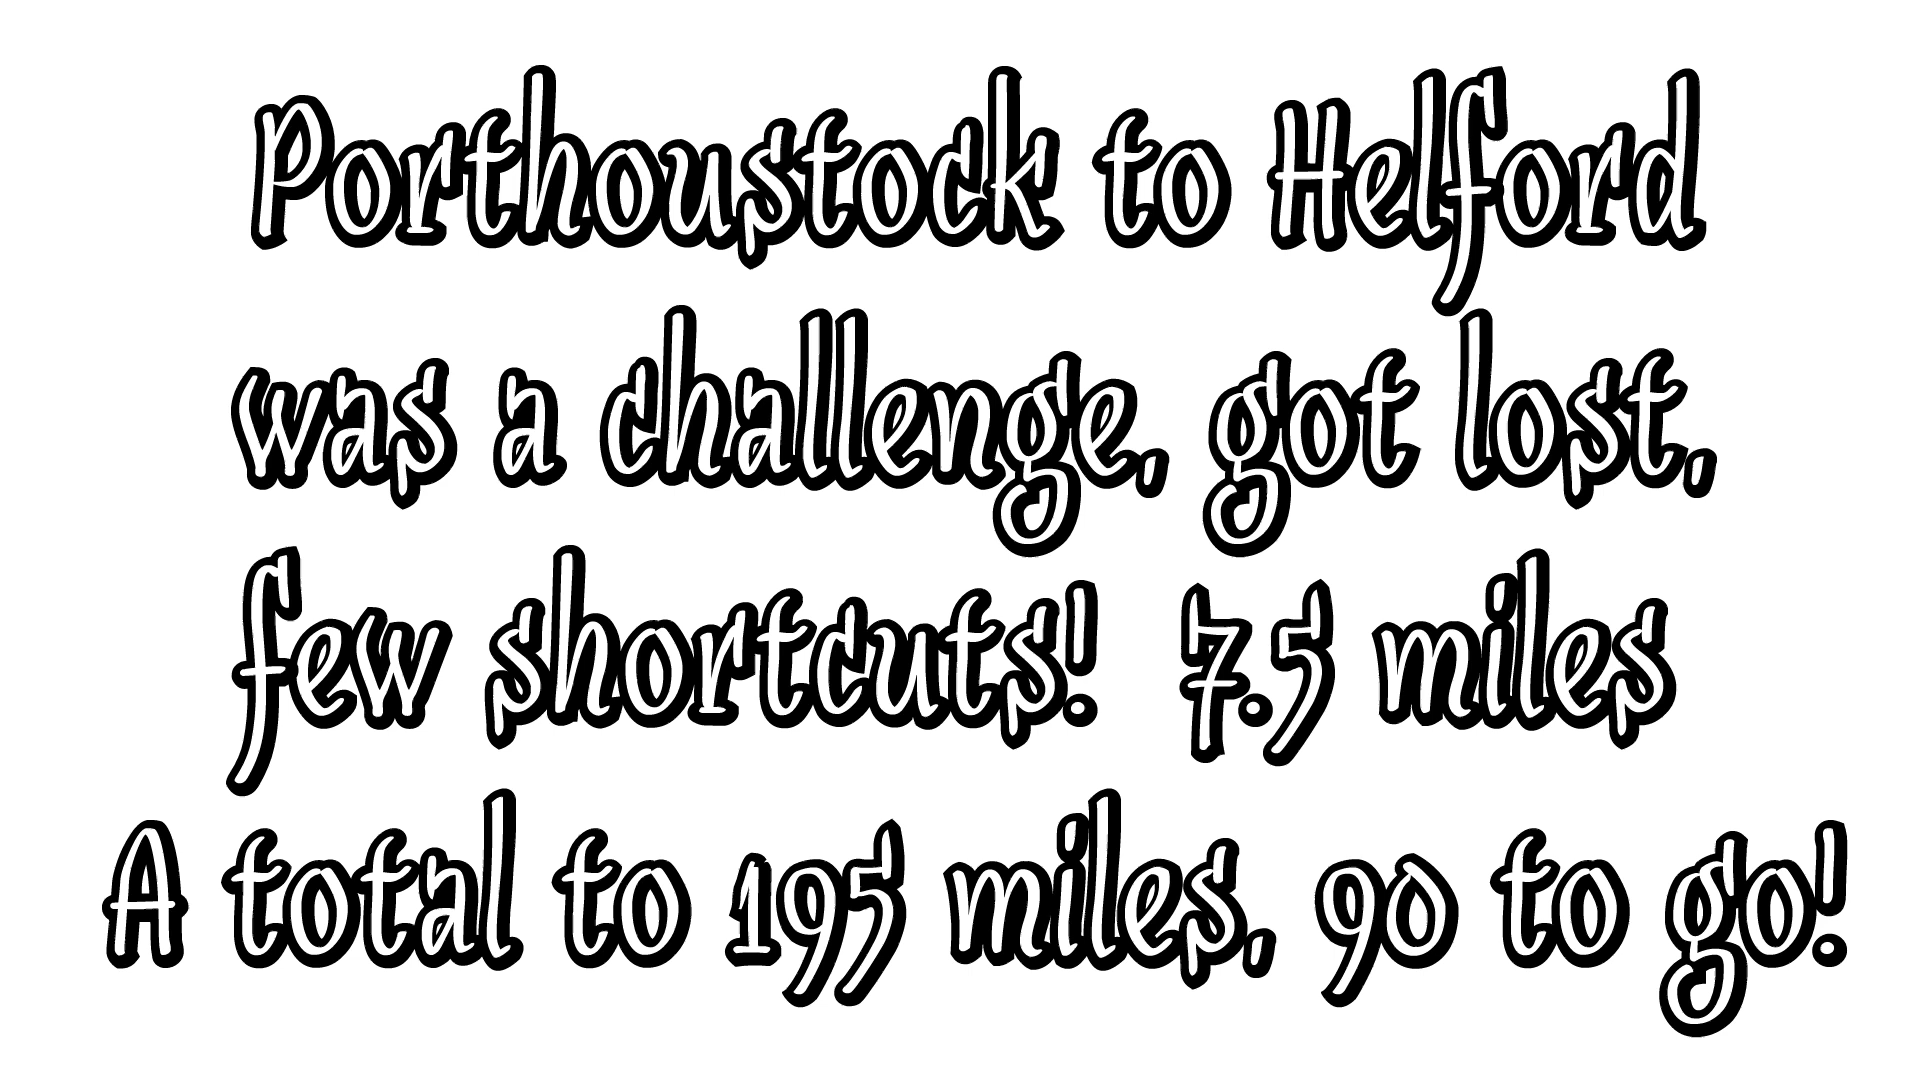 Porthoustock to Helford
was a challenge, got lost,
few shortcuts!  7.5 miles
A total to 195 miles, 90 to go!